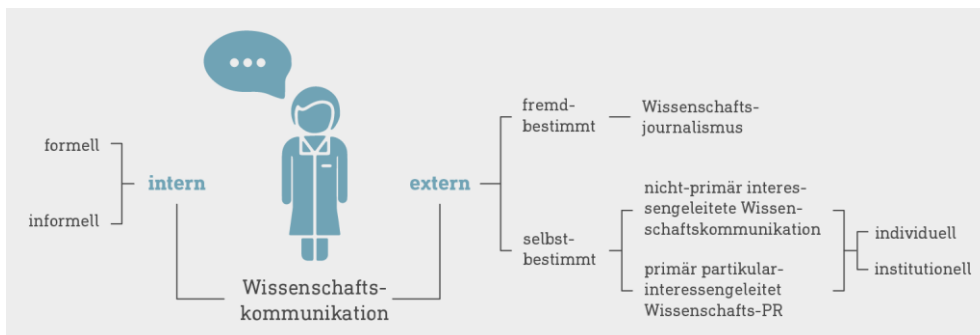 formell
informell
intern
Wissenschafts-
kommunikation
extern
fremd-
bestimmt
Wissenschafts-
journalismus
selbst-
bestimmt
nicht-primär interes-
sengeleitete Wissen-
schaftskommunikation
primär partikular-
interessengeleitet
Wissenschafts-PR
individuell
institutionell